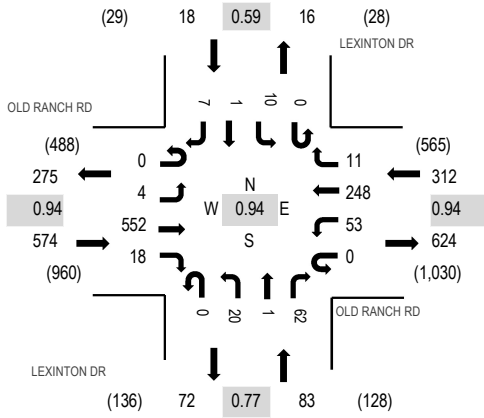 (29) 18 0.59 16 (28)
LEXINTON DR
OLD RANCH RD
7 1 10 0
(488) (565)
0 11
275 312
4 N 248
0.94 W 0.94 E 0.94
552 53
574 S 624
18 0
(960) (1,030)
0 20 1 62
OLD RANCH RD
LEXINTON DR
(136) 72 0.77 83 (128)